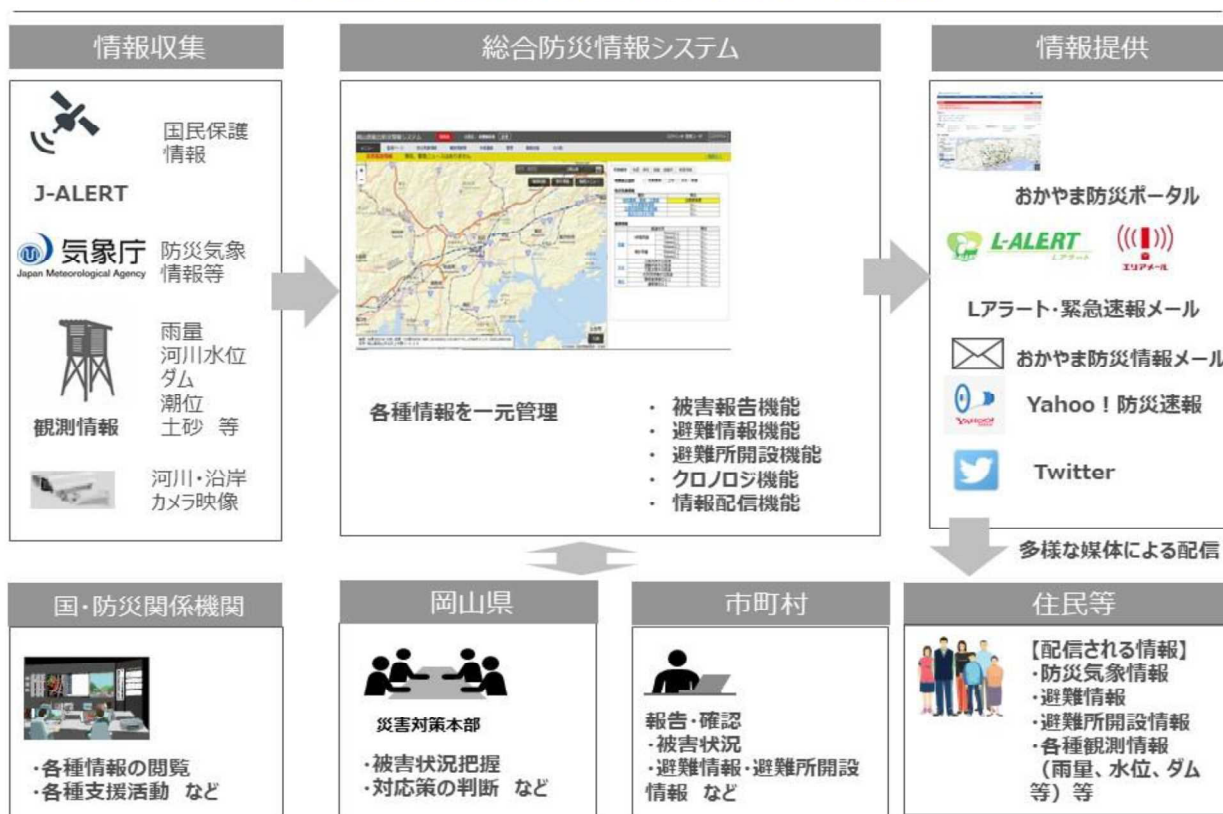 情報収集
総合防災情報システム
情報提供
国民保護
情報
J-ALERT
気象庁
Japan Meteorological Agency
防災気象
情報等
雨量
河川水位
ダム
潮位
土砂 等
観測情報
河川・沿岸
カメラ映像
各種情報を一元管理
・ 被害報告機能
・ 避難情報機能
・ 避難所開設機能
・ クロノロジ機能
・ 情報配信機能
おかやま防災ポータル
L-ALERT
Lアラート
エリアメール
Lアラート・緊急速報メール
おかやま防災情報メール
Yahoo！防災速報
Twitter
多様な媒体による配信
国・防災関係機関
・各種情報の閲覧
・各種支援活動 など
岡山県
災害対策本部
・被害状況把握
・対応策の判断 など
市町村
報告・確認
・被害状況
・避難情報・避難所開設
情報 など
住民等
【配信される情報】
・防災気象情報
・避難情報
・避難所開設情報
・各種観測情報
（雨量、水位、ダム
等）等